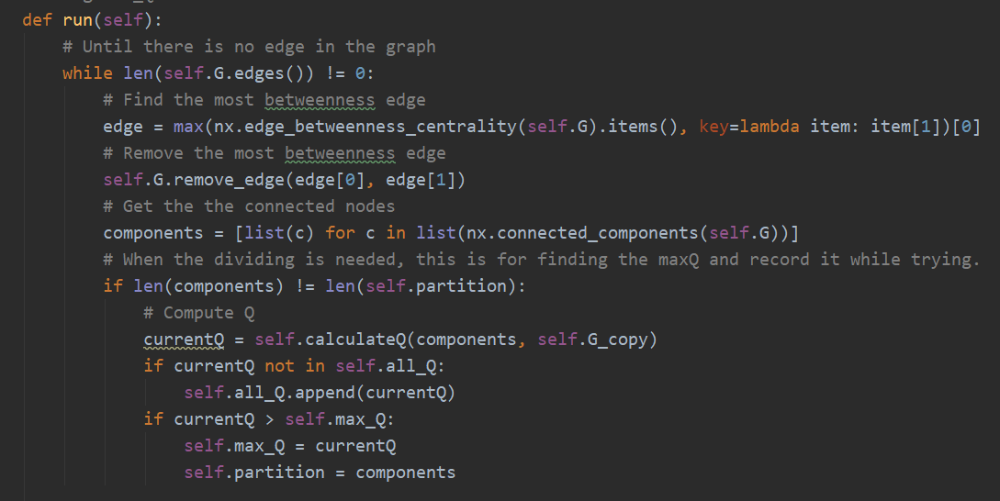 def run(self):
# Until there is no edge in the graph
while len(self.G.edges()) != 0:
# Find the most betweenness edge
edge = max(nx.edge_betweenness_centrality(self.G).items(), key=lambda item: item[1])[0]
# Remove the most betweenness edge
self.G.remove_edge(edge[0], edge[1])
# Get the the connected nodes
components = [list(c) for c in list(nx.connected_components(self.G))]
# When the dividing is needed, this is for finding the maxQ and record it while trying.
if len(components) != len(self.partition):
# Compute Q
currentQ = self.calculateQ(components, self.G_copy)
if currentQ not in self.all_Q:
self.all_Q.append(currentQ)
if currentQ > self.max_Q:
self.max_Q = currentQ
self.partition = components